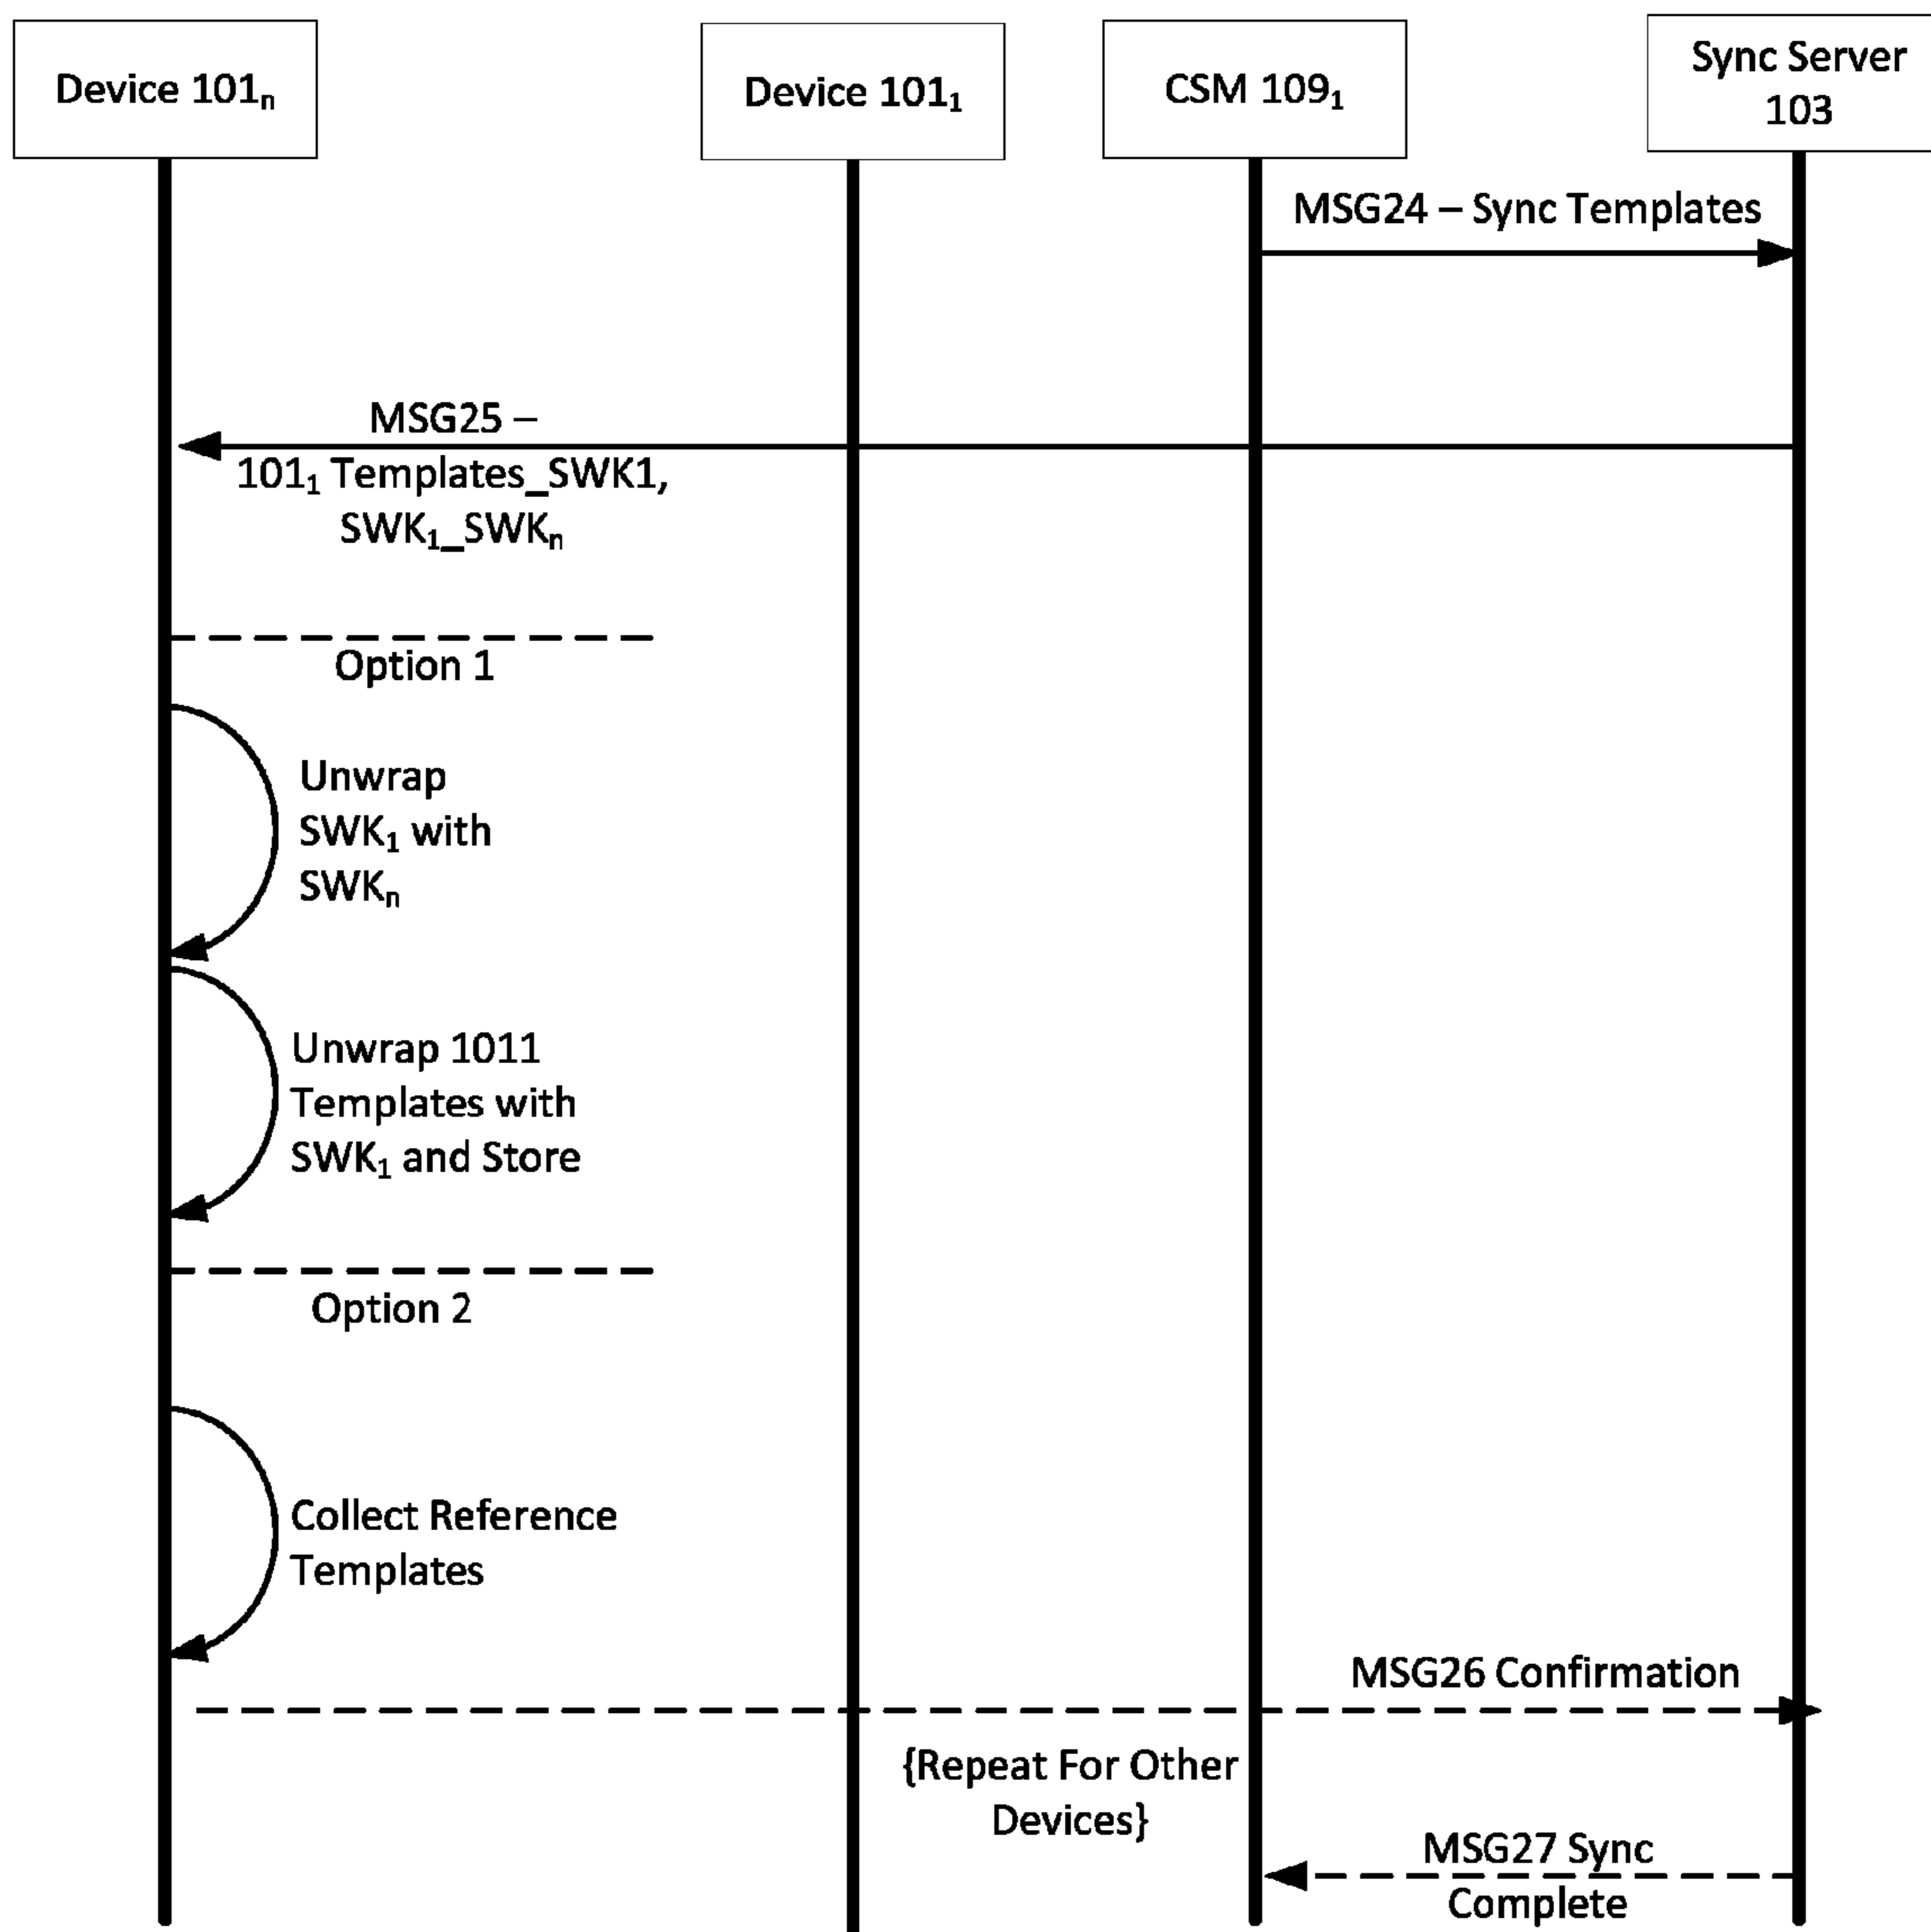 Device 101ₙ
Device 101₁
CSM 109₁
Sync Server
103
MSG24 – Sync Templates
MSG25 –
101₁ Templates_SWK1,
SWK₁_SWKₙ
Option 1
Unwrap
SWK₁ with
SWKₙ
Unwrap 1011
Templates with
SWK₁ and Store
Option 2
Collect Reference
Templates
MSG26 Confirmation
{Repeat For Other
Devices}
MSG27 Sync
Complete